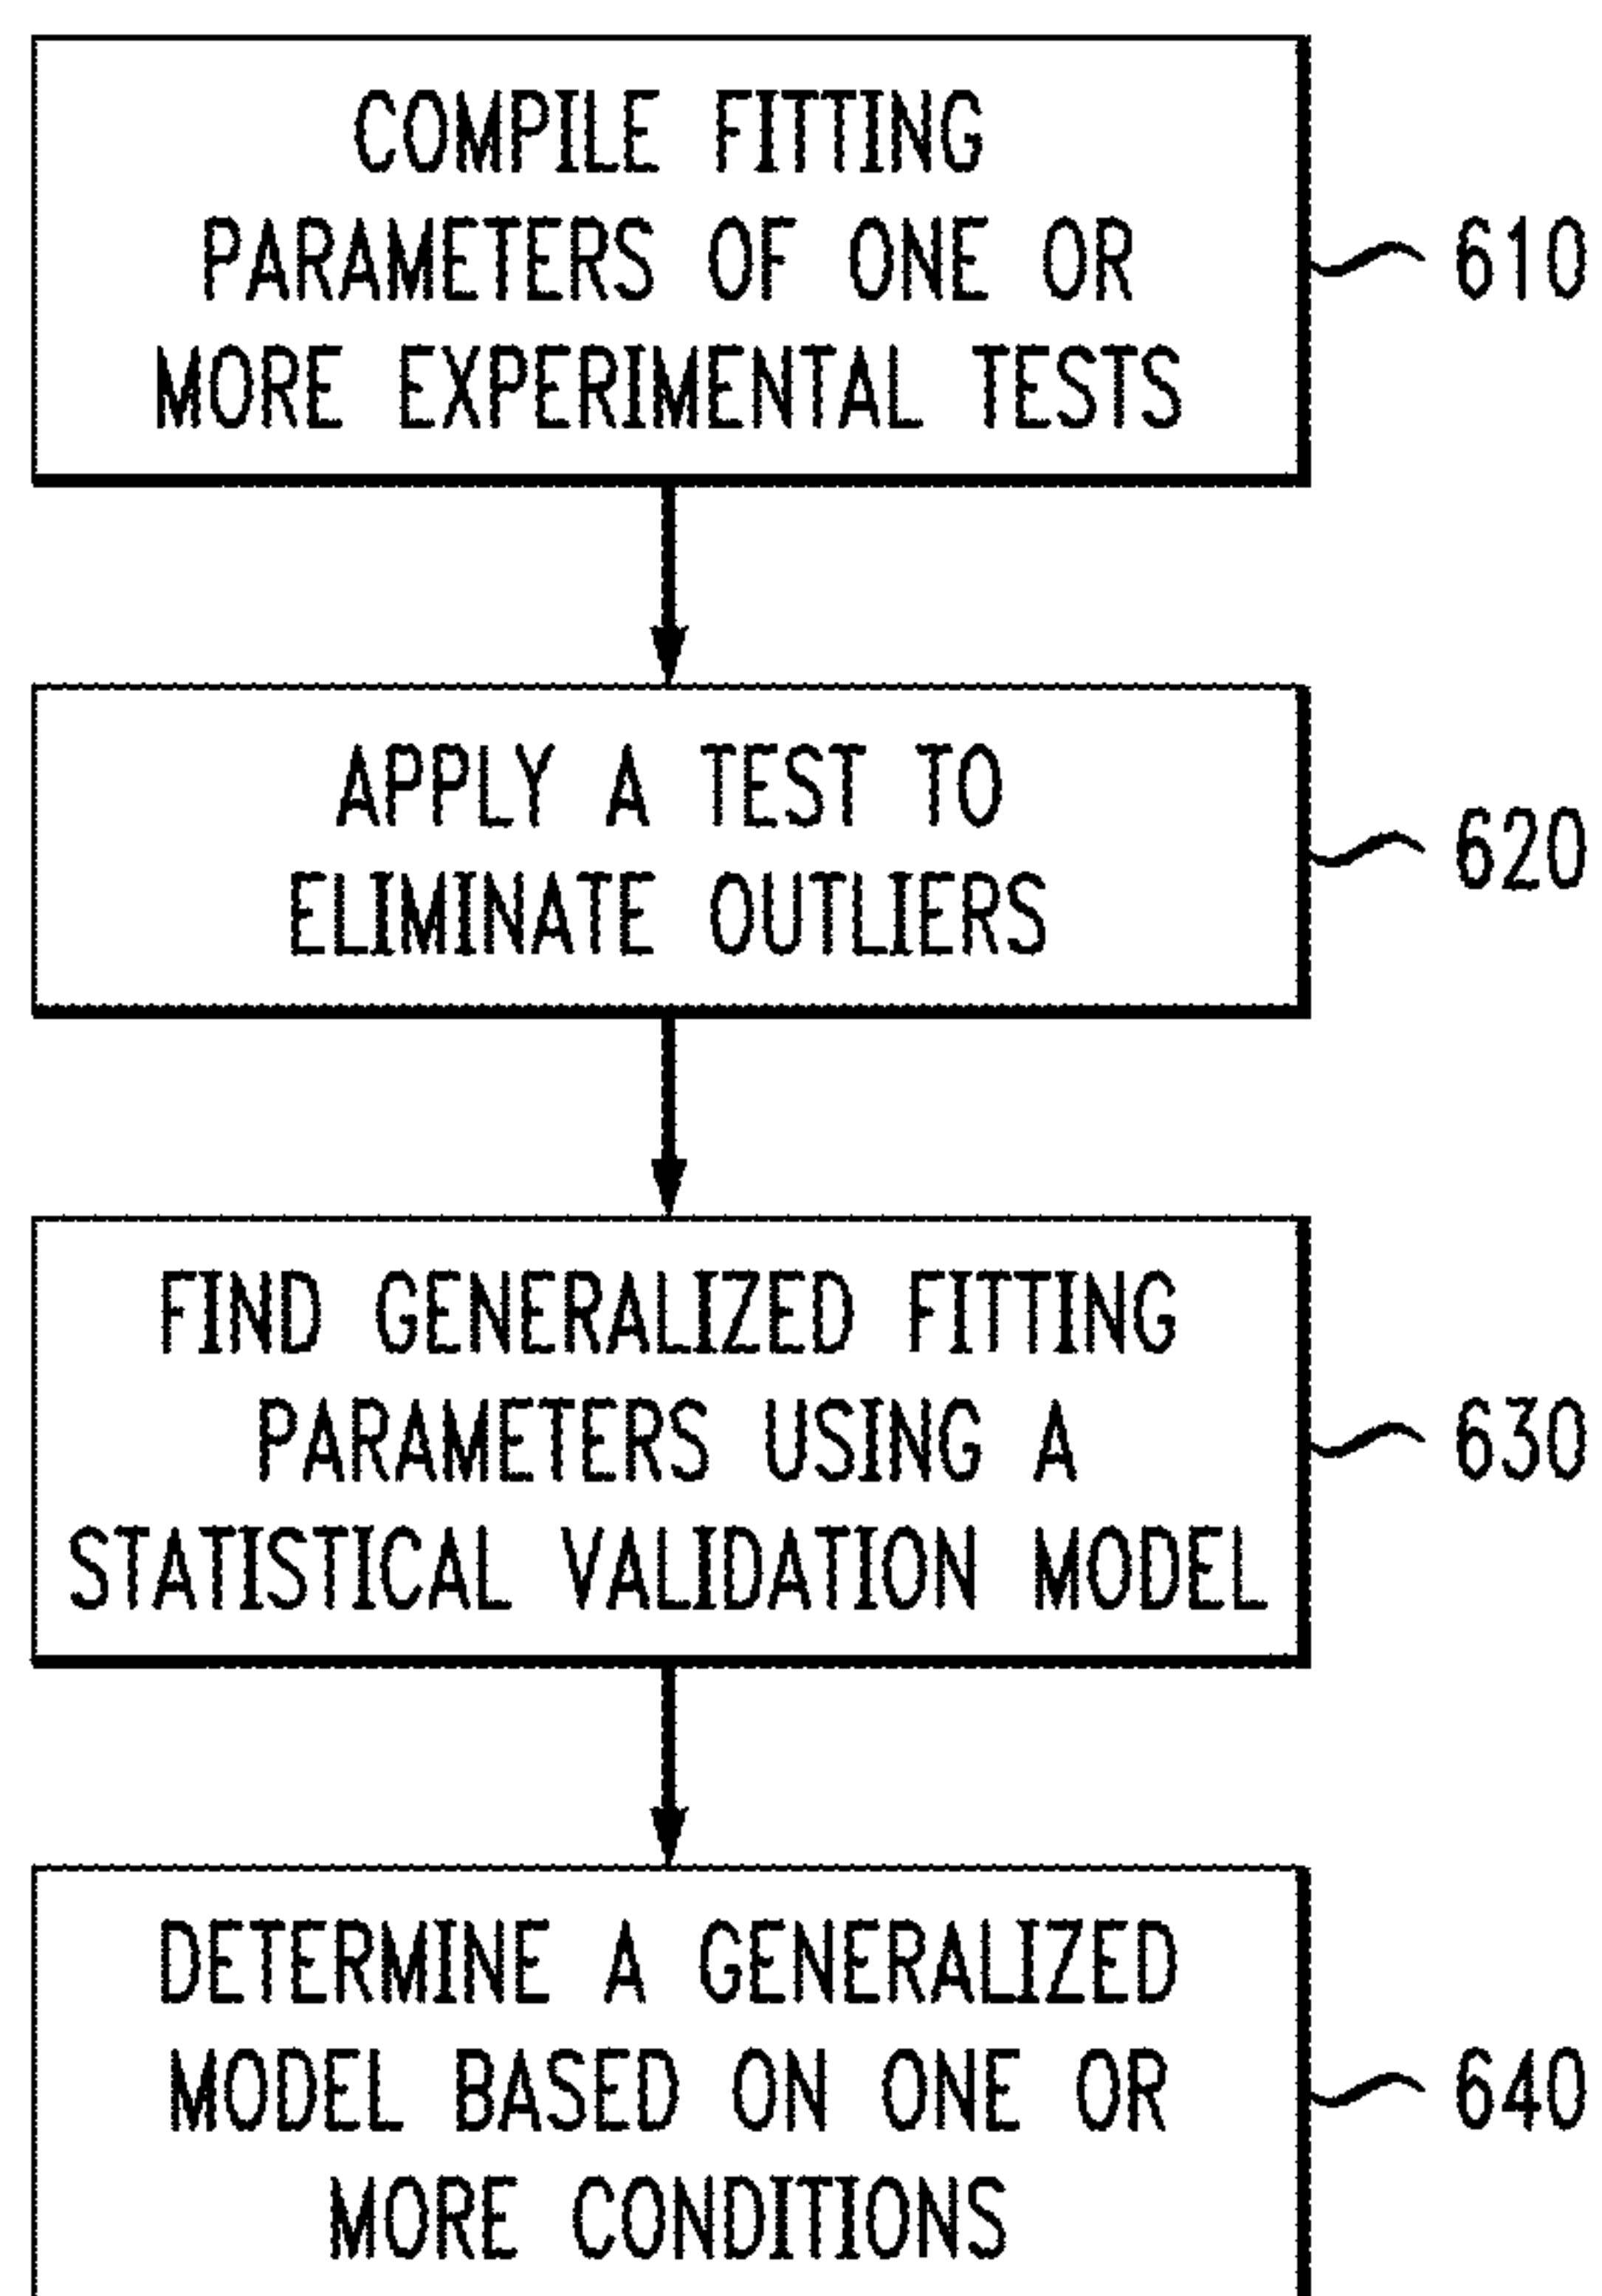 COMPILE FITTING
PARAMETERS OF ONE OR
MORE EXPERIMENTAL TESTS
610
APPLY A TEST TO
ELIMINATE OUTLIERS
620
FIND GENERALIZED FITTING
PARAMETERS USING A
STATISTICAL VALIDATION MODEL
630
DETERMINE A GENERALIZED
MODEL BASED ON ONE OR
MORE CONDITIONS
640